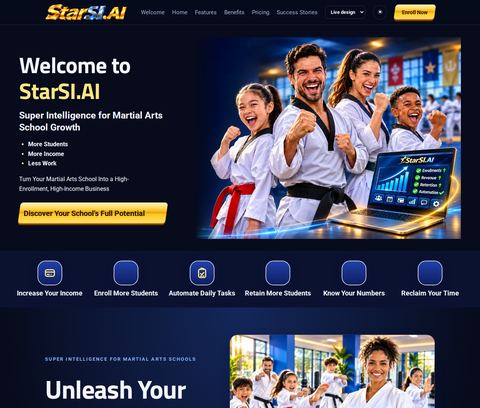 StarSI.AI
Welcome
Home
Features
Benefits
Pricing
Success Stories
Live design
Enroll Now
Welcome to
StarSI.AI
Super Intelligence for Martial Arts
School Growth
More Students
More Income
Less Work
Turn Your Martial Arts School Into a High-
Enrollment, High-Income Business
Discover Your School's Full Potential
StarSI.AI
Enrollments
Revenue
Retention
Automation
Increase Your Income
Enroll More Students
Automate Daily Tasks
Retain More Students
Know Your Numbers
Reclaim Your Time
SUPER INTELLIGENCE FOR MARTIAL ARTS SCHOOLS
Unleash Your